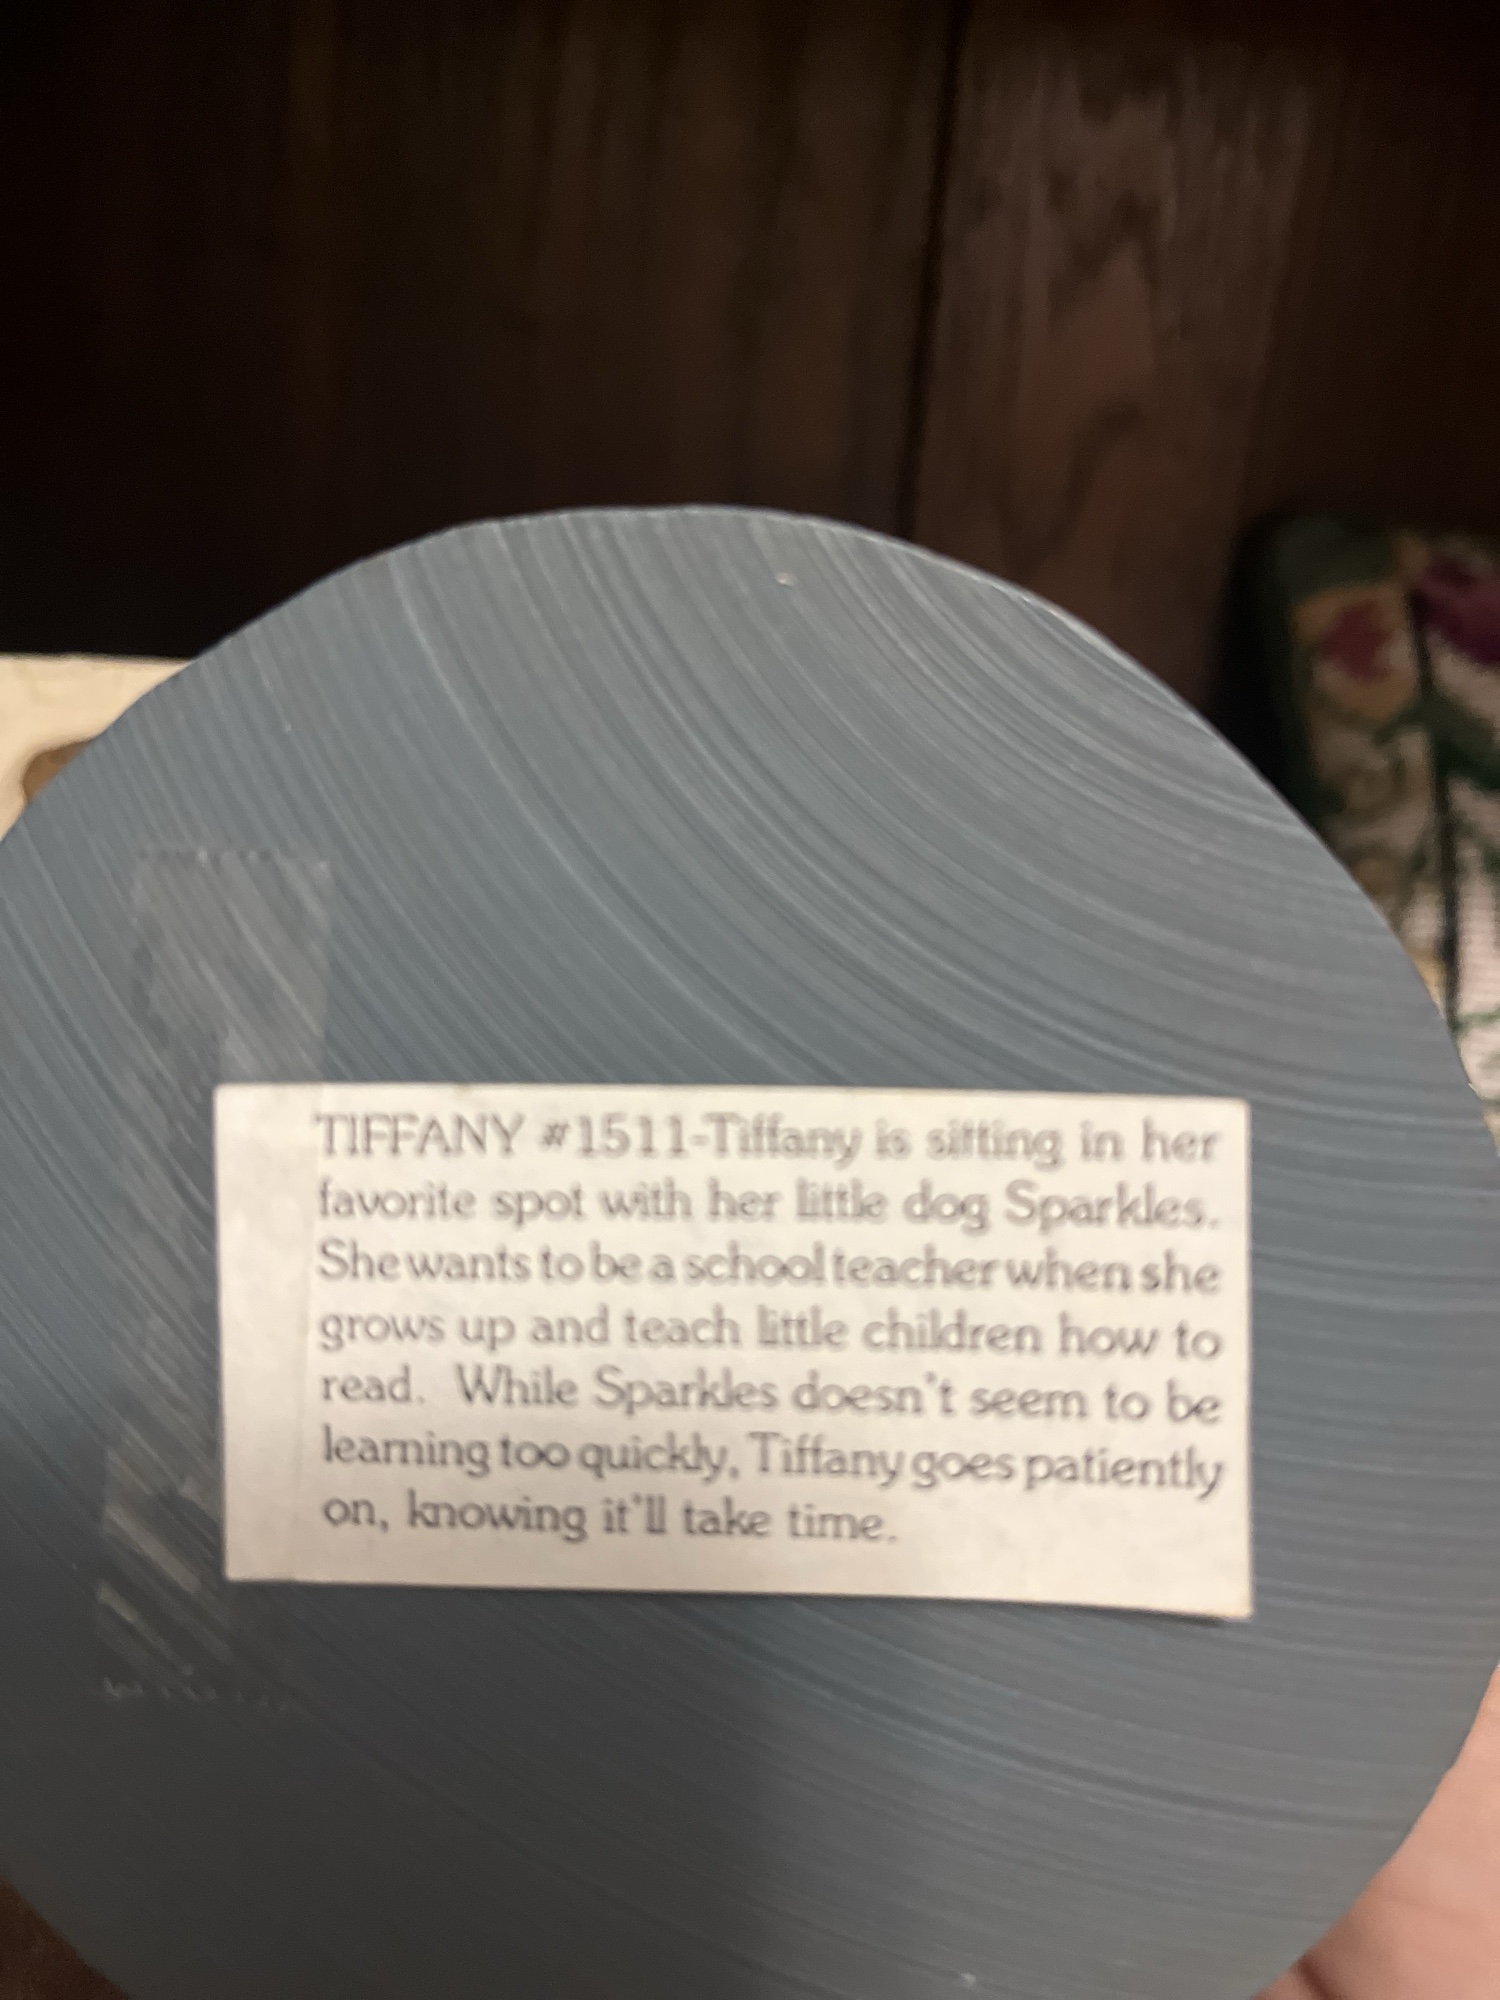 TIFFANY #1511-Tiffany is sitting in her
favorite spot with her little dog Sparkles.
She wants to be a school teacher when she
grows up and teach little children how to
read. While Sparkles doesn't seem to be
learning too quickly, Tiffany goes patiently
on, knowing it'll take time.